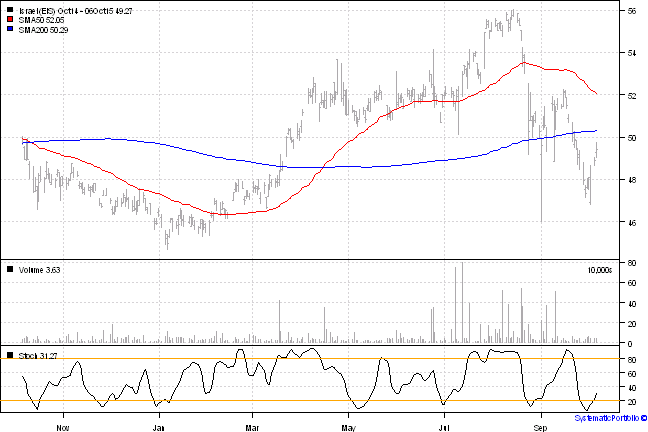 Israel (EIS) Oct14 - 06Oct15 49.27
SMA50 52.05
SMA200 50.29
56
54
52
50
48
46
Volume 3.63
10,000s
80
60
40
20
0
Stoch 31.27
80
60
40
20
Nov Jan Mar May Jul Sep
SystematicPortfolio ©